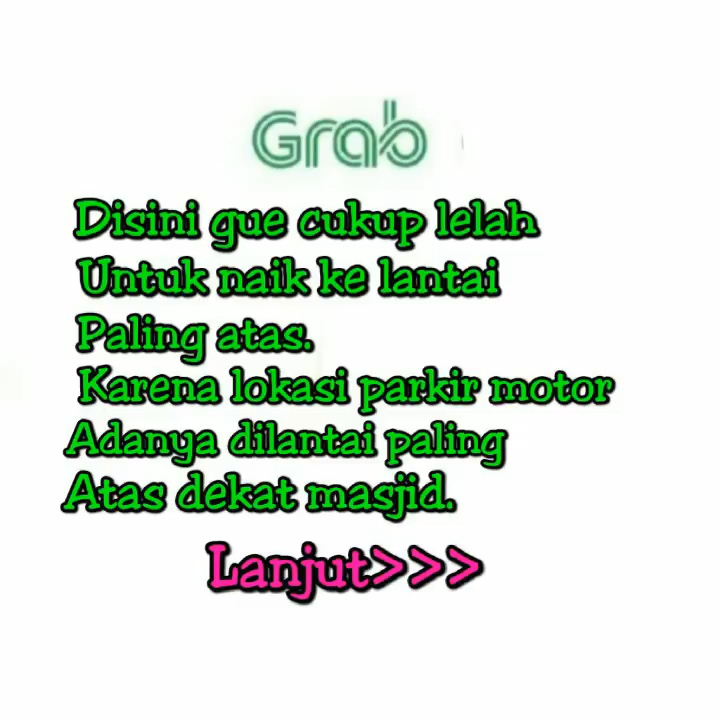 Grab
Disini gue cukup lelah
Untuk naik ke lantai
Paling atas.
Karena lokasi parkir motor
Adanya dilantai paling
Atas dekat masjid.
Lanjut>>>